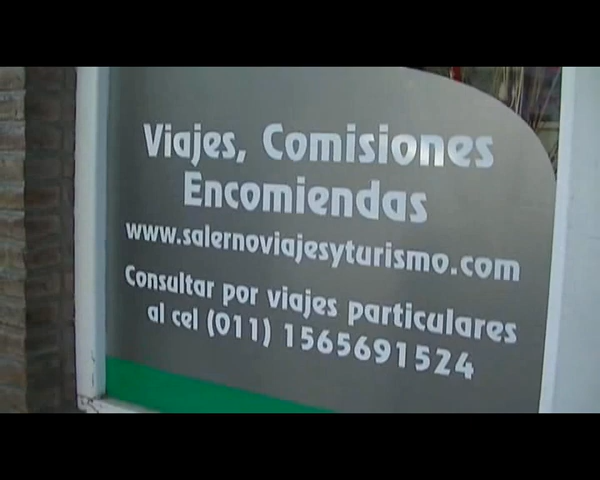 Viajes, Comisiones
Encomiendas
www.salernoviajesyturismo.com
Consultar por viajes particulares
al cel (011) 1565691524